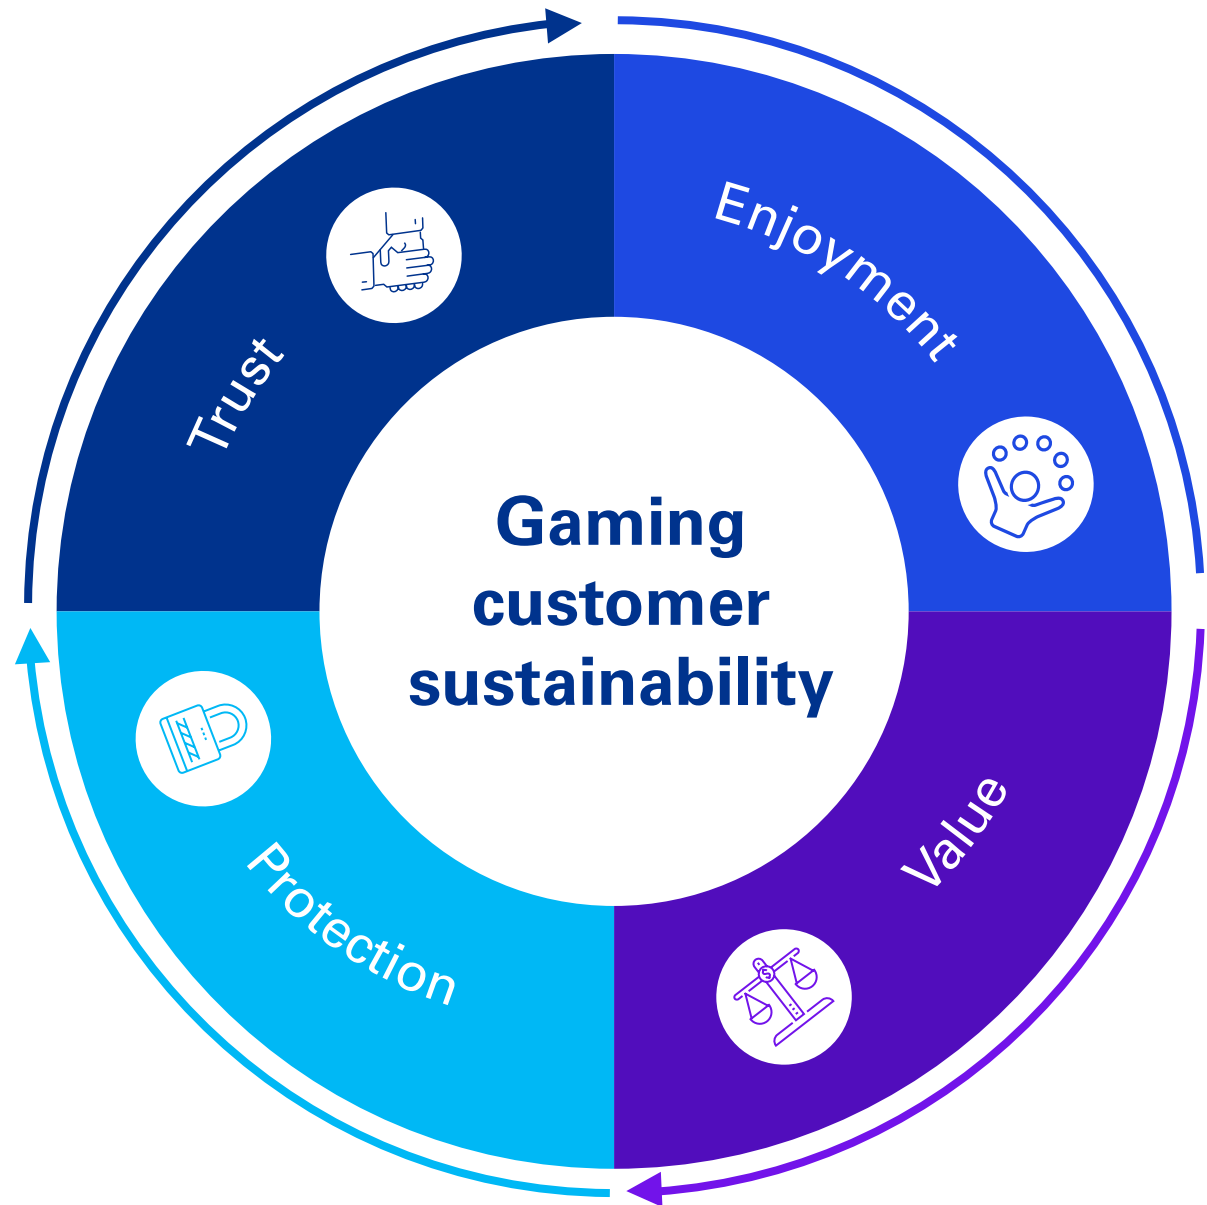 Trust
Enjoyment
Gaming
customer
sustainability
Protection
Value
$